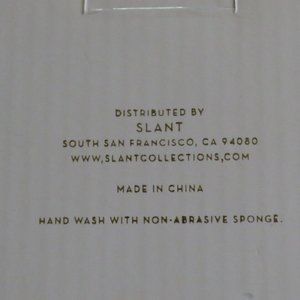 DISTRIBUTED BY
SLANT
SOUTH SAN FRANCISCO, CA 94080
WWW.SLANTCOLLECTIONS.COM
MADE IN CHINA
HAND WASH WITH NON-ABRASIVE SPONGE.